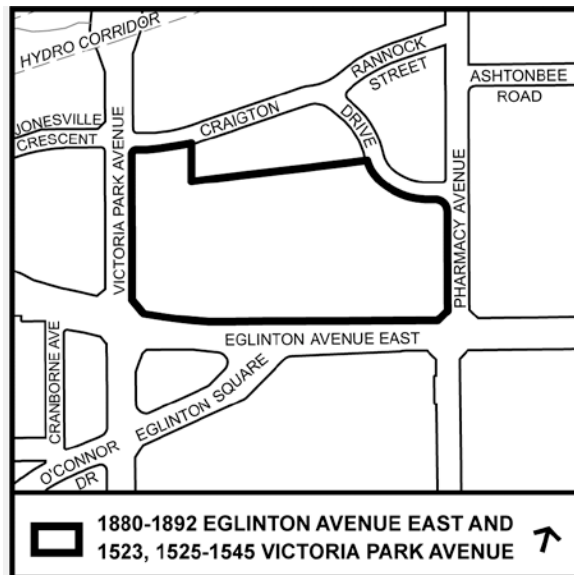 HYDRO CORRIDOR
RANNOCK
STREET
ASHTONBEE
ROAD
JONESVILLE
CRESCENT
CRAIGTON
DRIVE
VICTORIA PARK AVENUE
PHARMACY AVENUE
EGLINTON AVENUE EAST
CRANBORNE AVE
EGLINTON SQUARE
O'CONNOR
DR
1880-1892 EGLINTON AVENUE EAST AND
1523, 1525-1545 VICTORIA PARK AVENUE